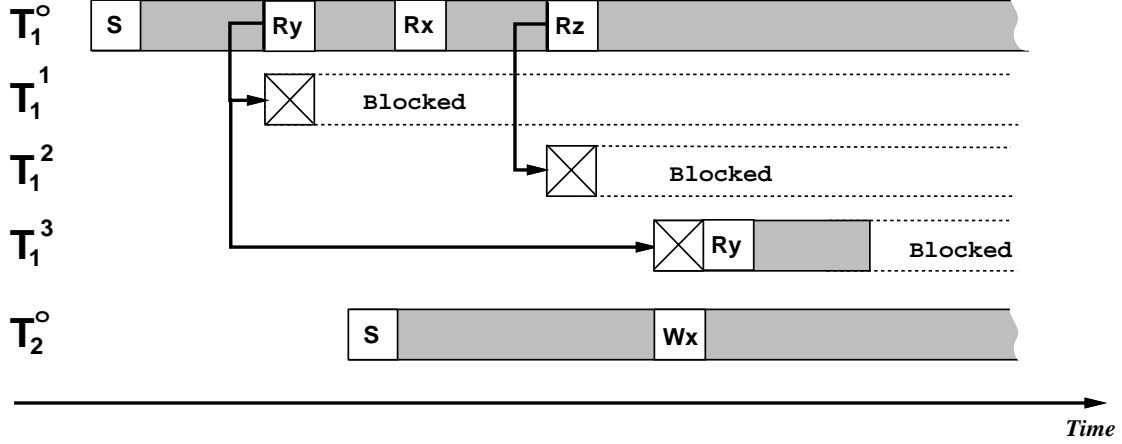 T₁° S Ry Rx Rz
T₁¹ Blocked
T₁² Blocked
T₁³ Ry Blocked
T₂° S Wx
Time